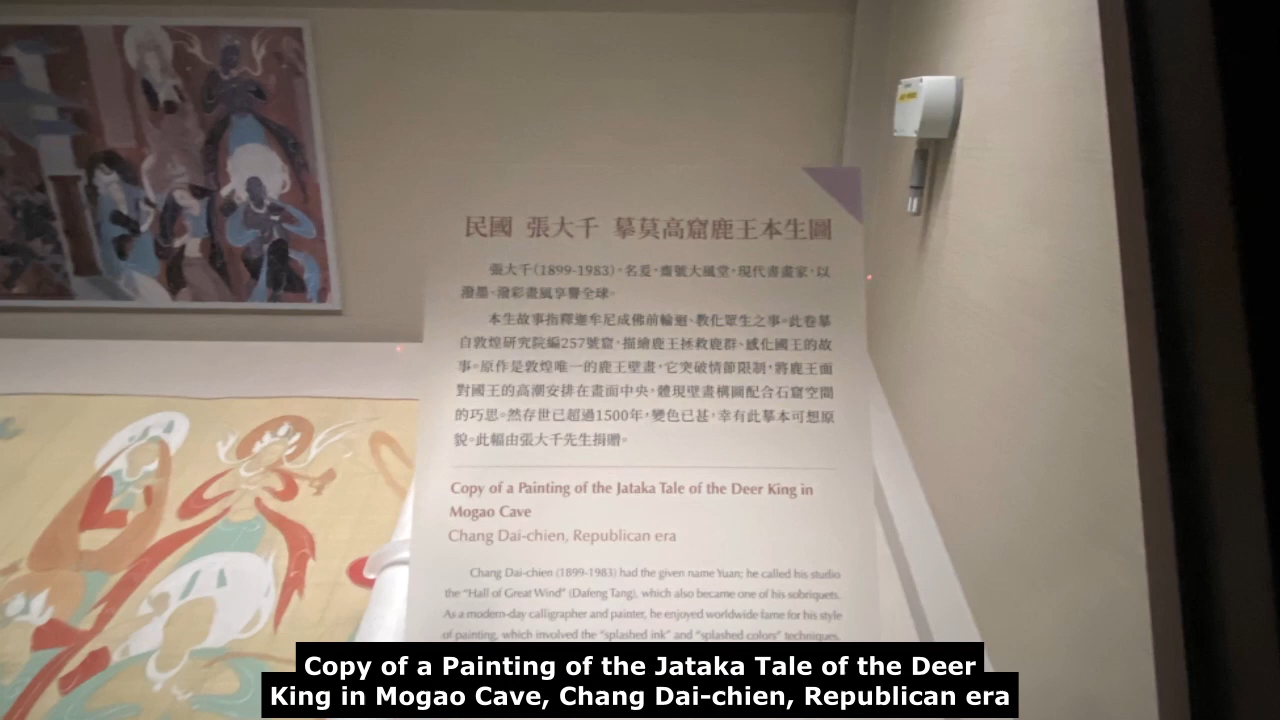 民國 張大千 摹莫高窟鹿王本生圖
張大千(1899-1983),名爰,齋號大風堂,現代書畫家,以
潑墨、潑彩畫風享譽全球。
本生故事指釋迦牟尼成佛前輪迴、教化眾生之事。此卷摹
自敦煌研究院編257號窟,描繪鹿王拯救鹿群、感化國王的故
事。原作是敦煌唯一的鹿王壁畫,它突破情節限制,將鹿王面
對國王的高潮安排在畫面中央,體現壁畫構圖配合石窟空間
的巧思。然存世已超過1500年,變色已甚,幸有此摹本可想原
貌。此幅由張大千先生捐贈。
Copy of a Painting of the Jataka Tale of the Deer King in
Mogao Cave
Chang Dai-chien, Republican era
Chang Dai-chien (1899-1983) had the given name Yuan; he called his studio
the "Hall of Great Wind" (Dafeng Tang), which also became one of his sobriquets.
As a modern-day calligrapher and painter, he enjoyed worldwide fame for his style
of painting, which involved the "splashed ink" and "splashed colors" techniques.
Copy of a Painting of the Jataka Tale of the Deer
King in Mogao Cave, Chang Dai-chien, Republican era